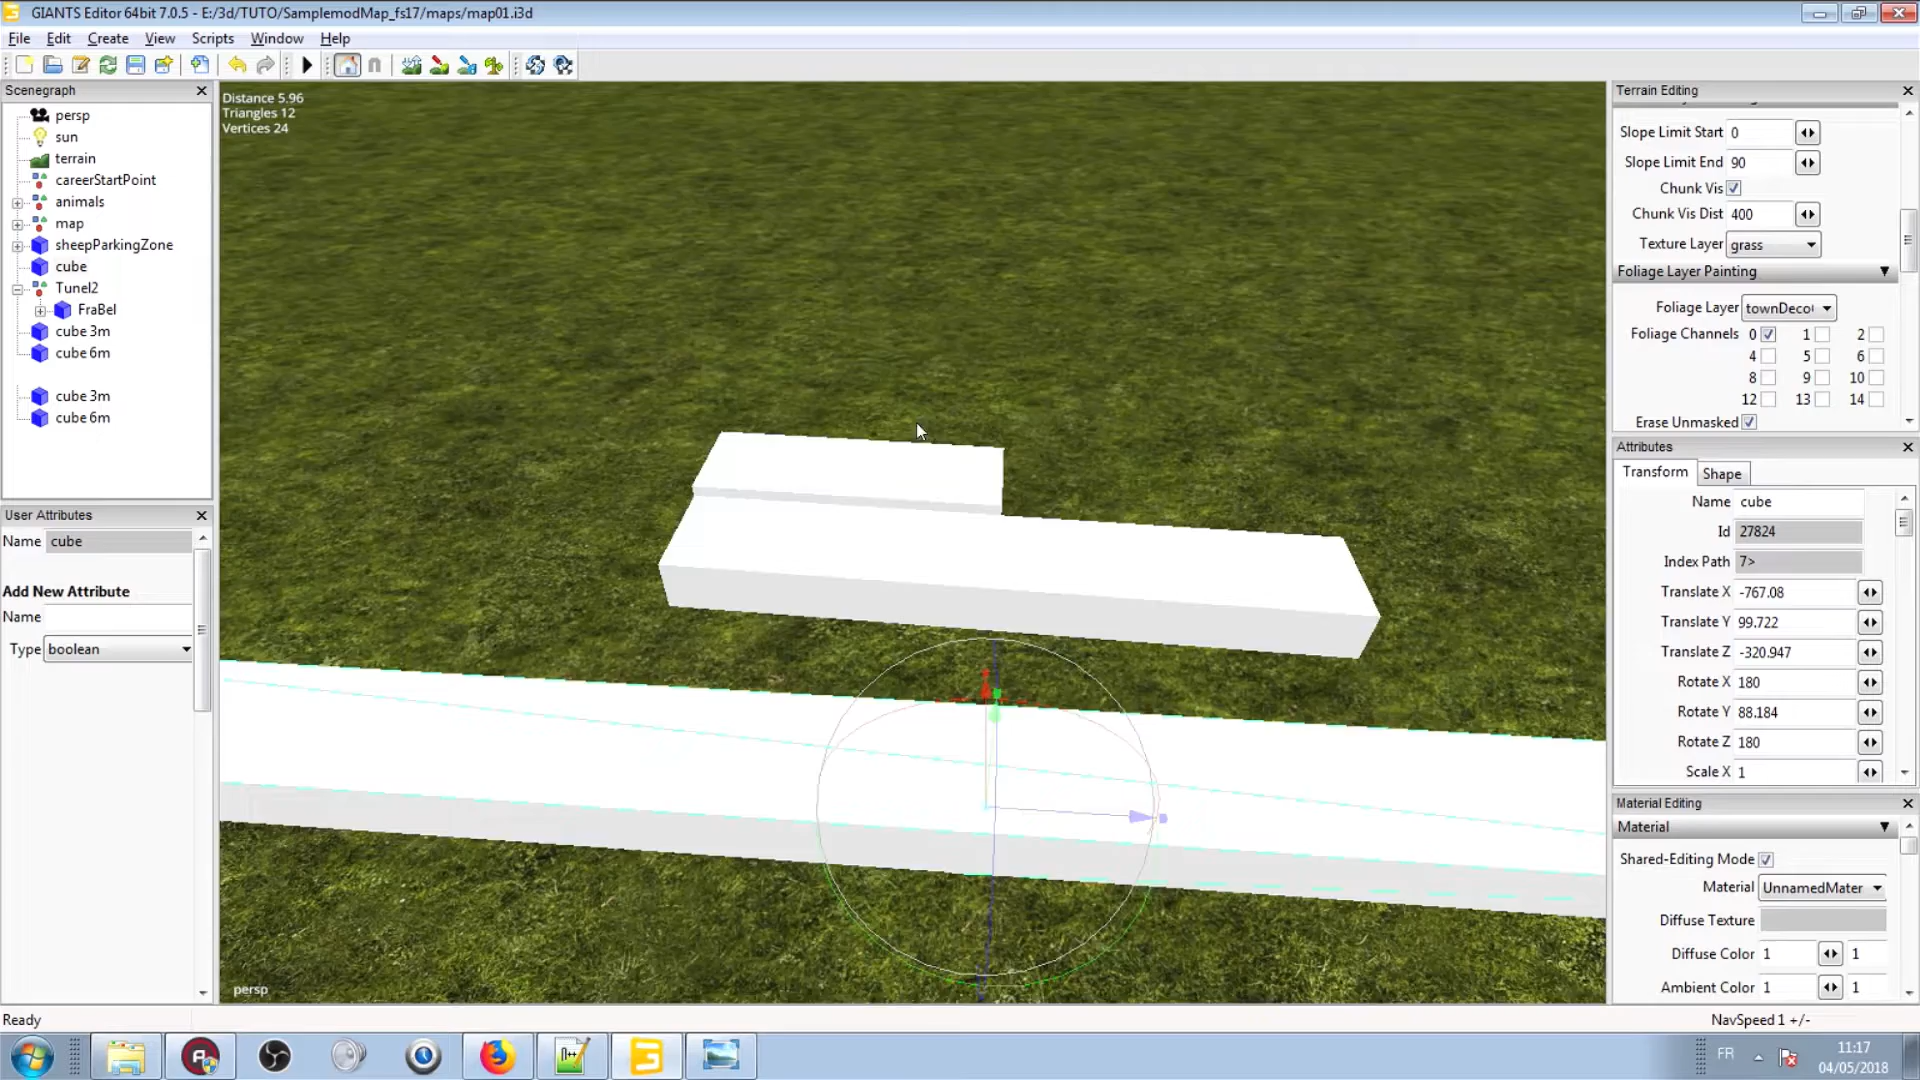 GIANTS Editor 64bit 7.0.5 - E:/3d/TUTO/SamplemodMap_fs17/maps/map01.i3d
File Edit Create View Scripts Window Help
Scenegraph
persp
sun
terrain
careerStartPoint
animals
map
sheepParkingZone
cube
Tunel2
FraBel
cube 3m
cube 6m
cube 3m
cube 6m
User Attributes
Name cube
Add New Attribute
Name
Type boolean
Distance 5.96
Triangles 12
Vertices 24
persp
Terrain Editing
Slope Limit Start 0
Slope Limit End 90
Chunk Vis
Chunk Vis Dist 400
Texture Layer grass
Foliage Layer Painting
Foliage Layer townDeco
Foliage Channels 0 1 2
4 5 6
8 9 10
12 13 14
Erase Unmasked
Attributes
Transform Shape
Name cube
Id 27824
Index Path 7>
Translate X -767.08
Translate Y 99.722
Translate Z -320.947
Rotate X 180
Rotate Y 88.184
Rotate Z 180
Scale X 1
Material Editing
Material
Shared-Editing Mode
Material UnnamedMater
Diffuse Texture
Diffuse Color 1 1
Ambient Color 1 1
Ready
NavSpeed 1 +/-
FR
11:17
04/05/2018